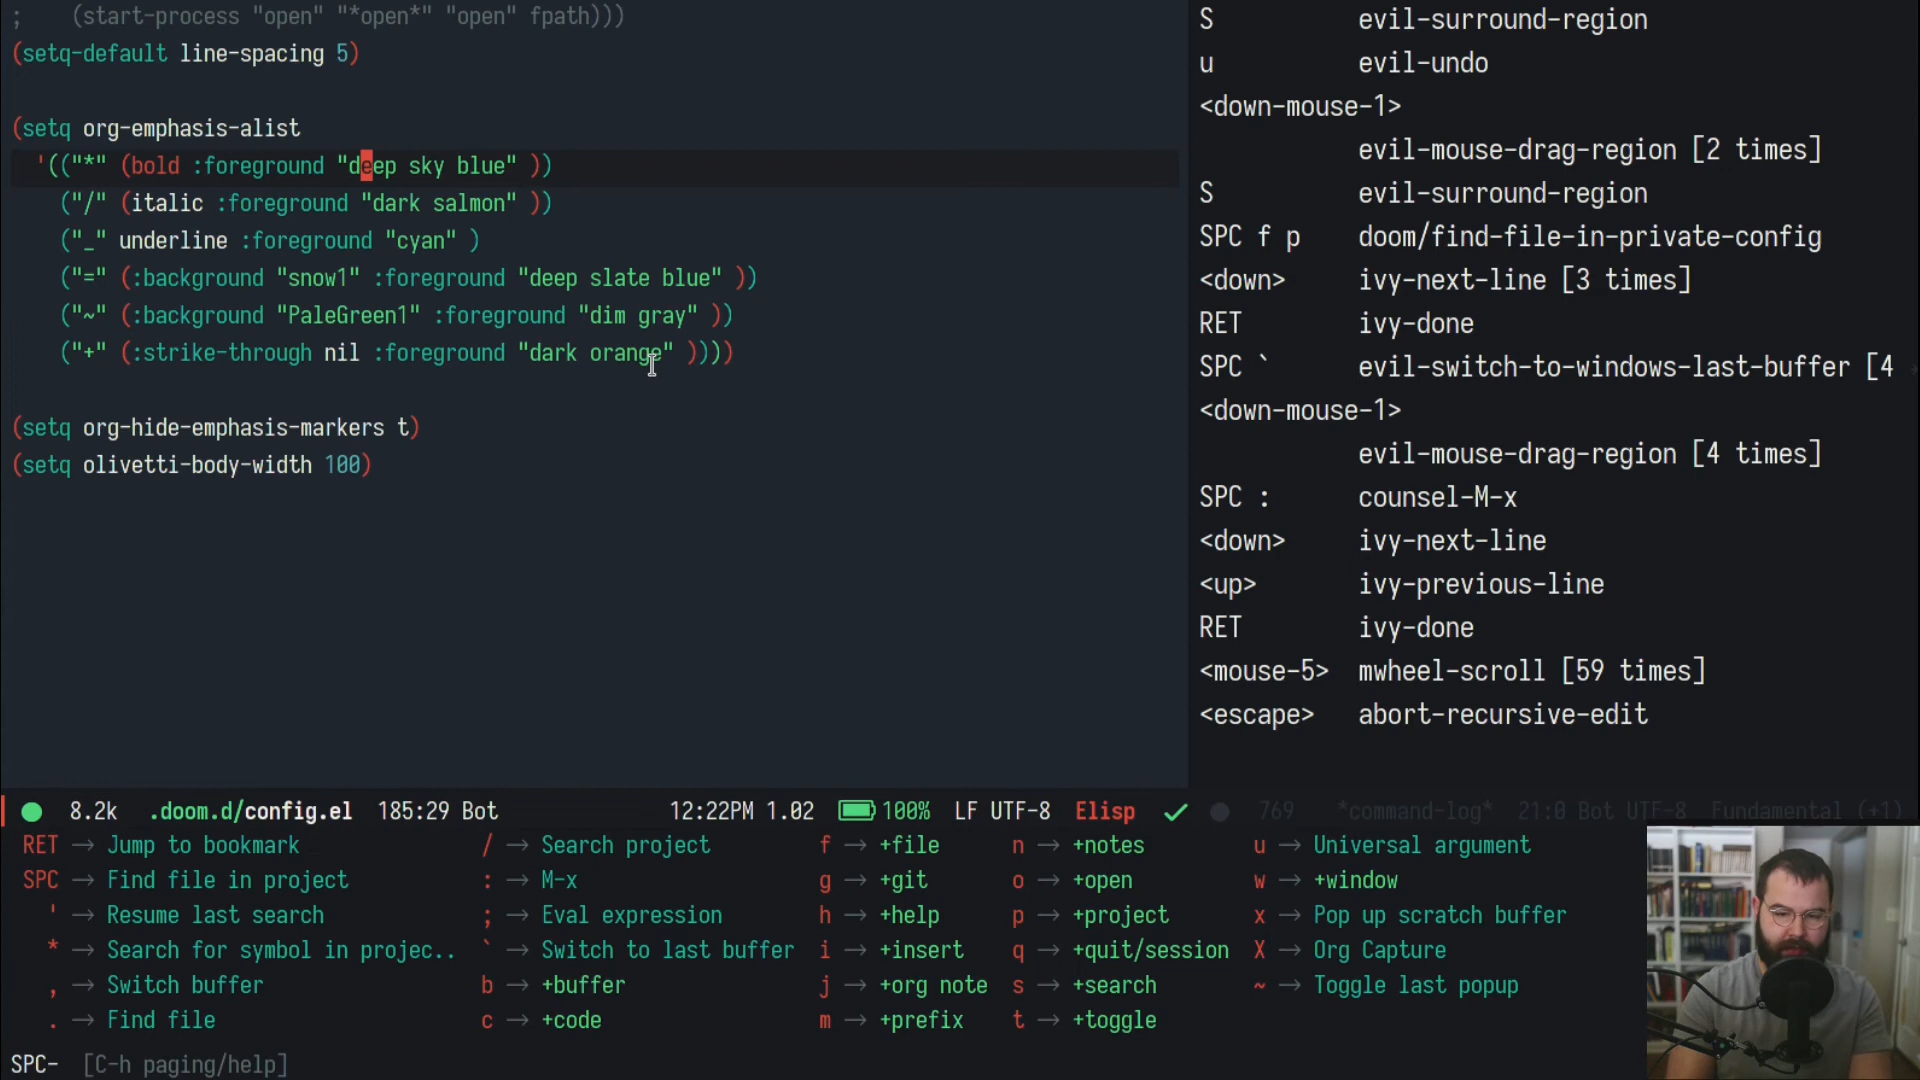 ;    (start-process "open" "*open*" "open" fpath)))
(setq-default line-spacing 5)
(setq org-emphasis-alist
'(("*" (bold :foreground "deep sky blue" ))
("/" (italic :foreground "dark salmon" ))
("_" underline :foreground "cyan" )
("=" (:background "snow1" :foreground "deep slate blue" ))
("~" (:background "PaleGreen1" :foreground "dim gray" ))
("+" (:strike-through nil :foreground "dark orange" ))))
(setq org-hide-emphasis-markers t)
(setq olivetti-body-width 100)
S evil-surround-region
u evil-undo
<down-mouse-1>
evil-mouse-drag-region [2 times]
S evil-surround-region
SPC f p doom/find-file-in-private-config
<down> ivy-next-line [3 times]
RET ivy-done
SPC ` evil-switch-to-windows-last-buffer [4
<down-mouse-1>
evil-mouse-drag-region [4 times]
SPC : counsel-M-x
<down> ivy-next-line
<up> ivy-previous-line
RET ivy-done
<mouse-5> mwheel-scroll [59 times]
<escape> abort-recursive-edit
8.2k .doom.d/config.el 185:29 Bot 12:22PM 1.02 100% LF UTF-8 Elisp ✓ 769 *command-log* 21:0 Bot UTF-8 Fundamental (+1)
RET → Jump to bookmark / → Search project f → +file n → +notes u → Universal argument
SPC → Find file in project : → M-x g → +git o → +open w → +window
' → Resume last search ; → Eval expression h → +help p → +project x → Pop up scratch buffer
* → Search for symbol in projec.. ` → Switch to last buffer i → +insert q → +quit/session X → Org Capture
, → Switch buffer b → +buffer j → +org note s → +search ~ → Toggle last popup
. → Find file c → +code m → +prefix t → +toggle
SPC- [C-h paging/help]